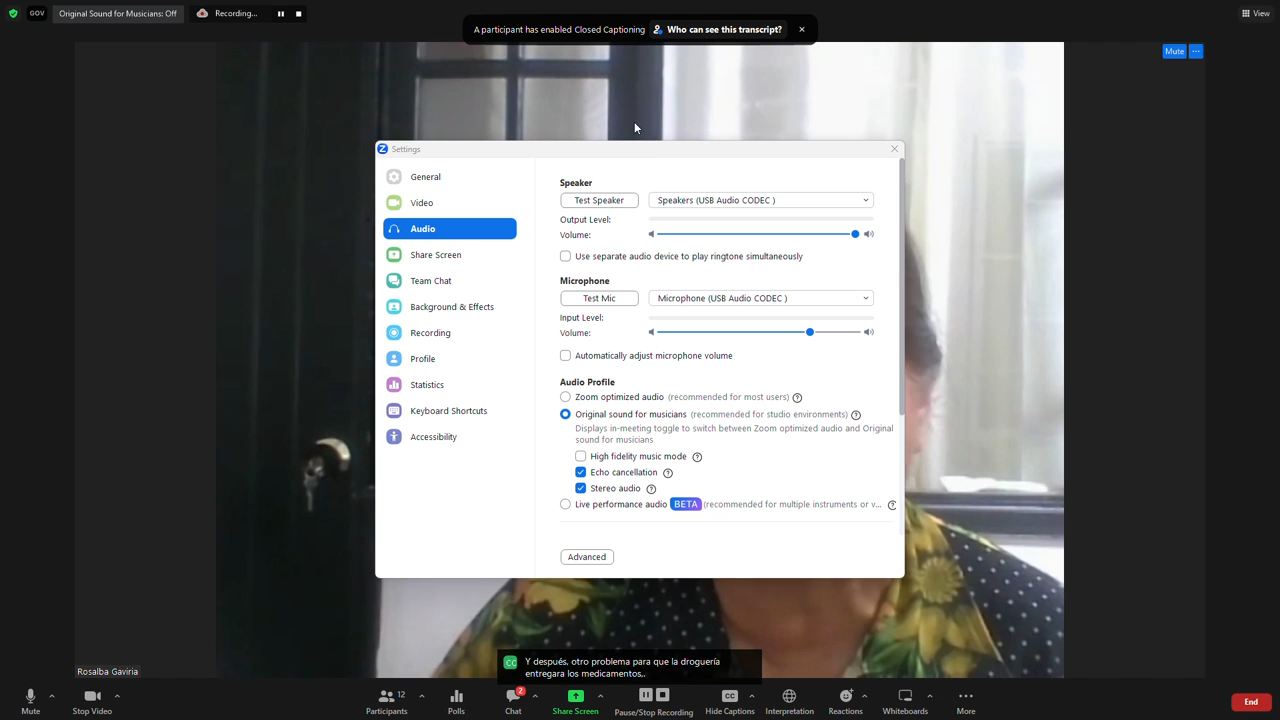 GOV
Original Sound for Musicians: Off
Recording...
A participant has enabled Closed Captioning
Who can see this transcript?
View
Mute
Settings
General
Video
Audio
Share Screen
Team Chat
Background & Effects
Recording
Profile
Statistics
Keyboard Shortcuts
Accessibility
Speaker
Test Speaker
Speakers (USB Audio CODEC )
Output Level:
Volume:
Use separate audio device to play ringtone simultaneously
Microphone
Test Mic
Microphone (USB Audio CODEC )
Input Level:
Volume:
Automatically adjust microphone volume
Audio Profile
Zoom optimized audio (recommended for most users)
Original sound for musicians (recommended for studio environments)
Displays in-meeting toggle to switch between Zoom optimized audio and Original
sound for musicians
High fidelity music mode
Echo cancellation
Stereo audio
Live performance audio BETA (recommended for multiple instruments or v...
Advanced
CC
Y después, otro problema para que la droguería
entregara los medicamentos,.
Rosalba Gaviria
Mute
Stop Video
12
Participants
Polls
2
Chat
Share Screen
Pause/Stop Recording
CC
Hide Captions
Interpretation
Reactions
Whiteboards
More
End